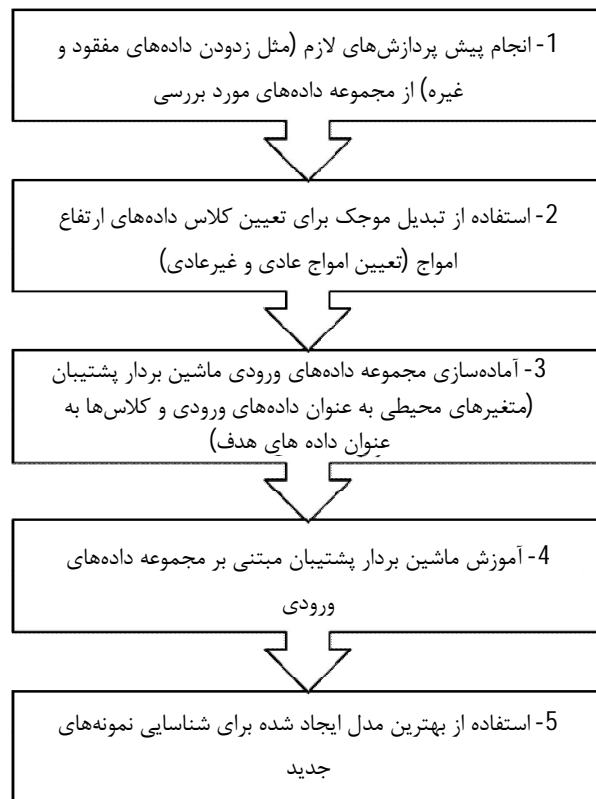 1- انجام پیش پردازش‌های لازم (مثل زدودن داده‌های مفقود و
غیره) از مجموعه داده‌های مورد بررسی
2- استفاده از تبدیل موجک برای تعیین کلاس داده‌های ارتفاع
امواج (تعیین امواج عادی و غیرعادی)
3- آماده‌سازی مجموعه داده‌های ورودی ماشین بردار پشتیبان
(متغیرهای محیطی به عنوان داده‌های ورودی و کلاس‌ها به
عنوان داده های هدف)
4- آموزش ماشین بردار پشتیبان مبتنی بر مجموعه داده‌های
ورودی
5- استفاده از بهترین مدل ایجاد شده برای شناسایی نمونه‌های
جدید